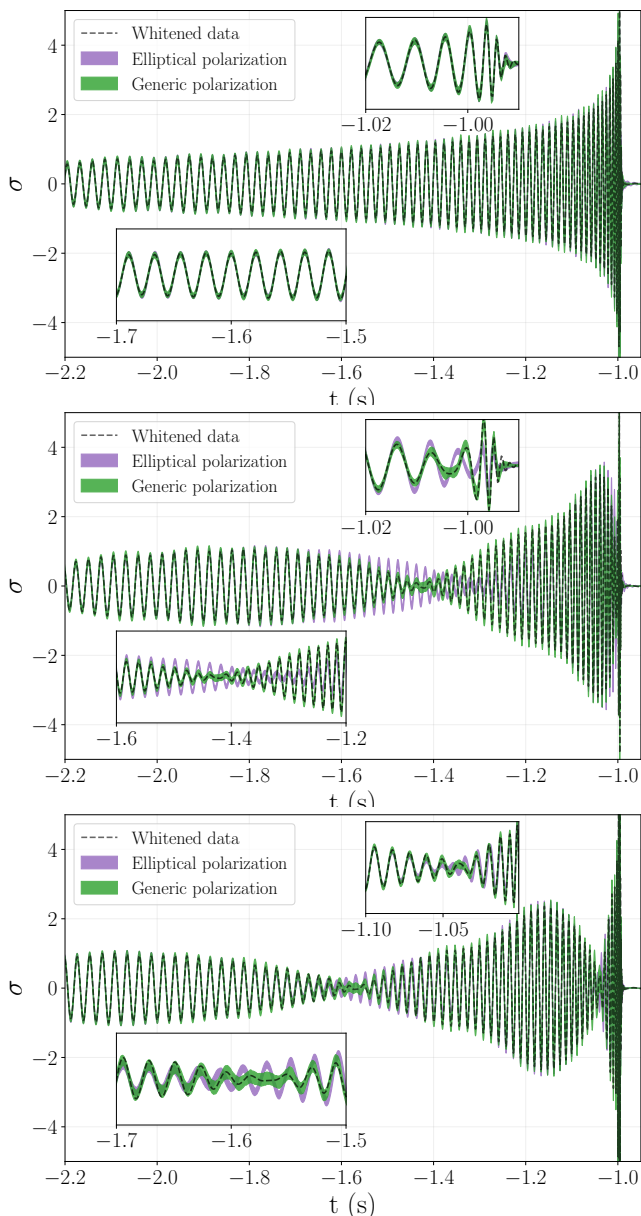 Whitened data
Elliptical polarization
Generic polarization
−1.02 −1.00
−1.7 −1.6 −1.5
4
2
0
−2
−4
σ
−2.2 −2.0 −1.8 −1.6 −1.4 −1.2 −1.0
t (s)
Whitened data
Elliptical polarization
Generic polarization
−1.02 −1.00
−1.6 −1.4 −1.2
4
2
0
−2
−4
σ
−2.2 −2.0 −1.8 −1.6 −1.4 −1.2 −1.0
t (s)
Whitened data
Elliptical polarization
Generic polarization
−1.10 −1.05
−1.7 −1.6 −1.5
4
2
0
−2
−4
σ
−2.2 −2.0 −1.8 −1.6 −1.4 −1.2 −1.0
t (s)